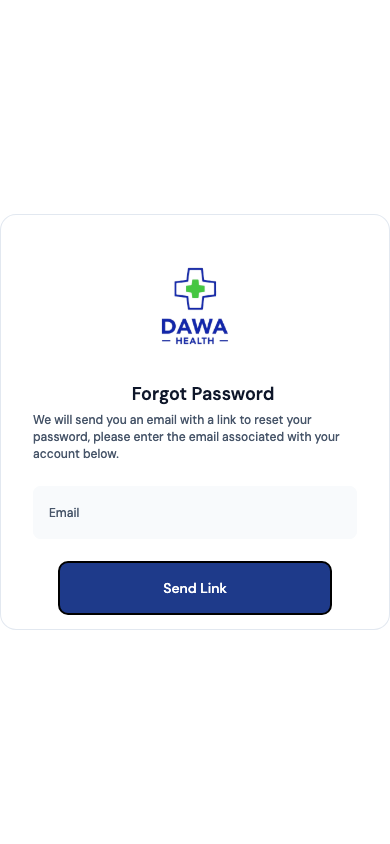 DAWA
HEALTH
Forgot Password
We will send you an email with a link to reset your
password, please enter the email associated with your
account below.
Email
Send Link